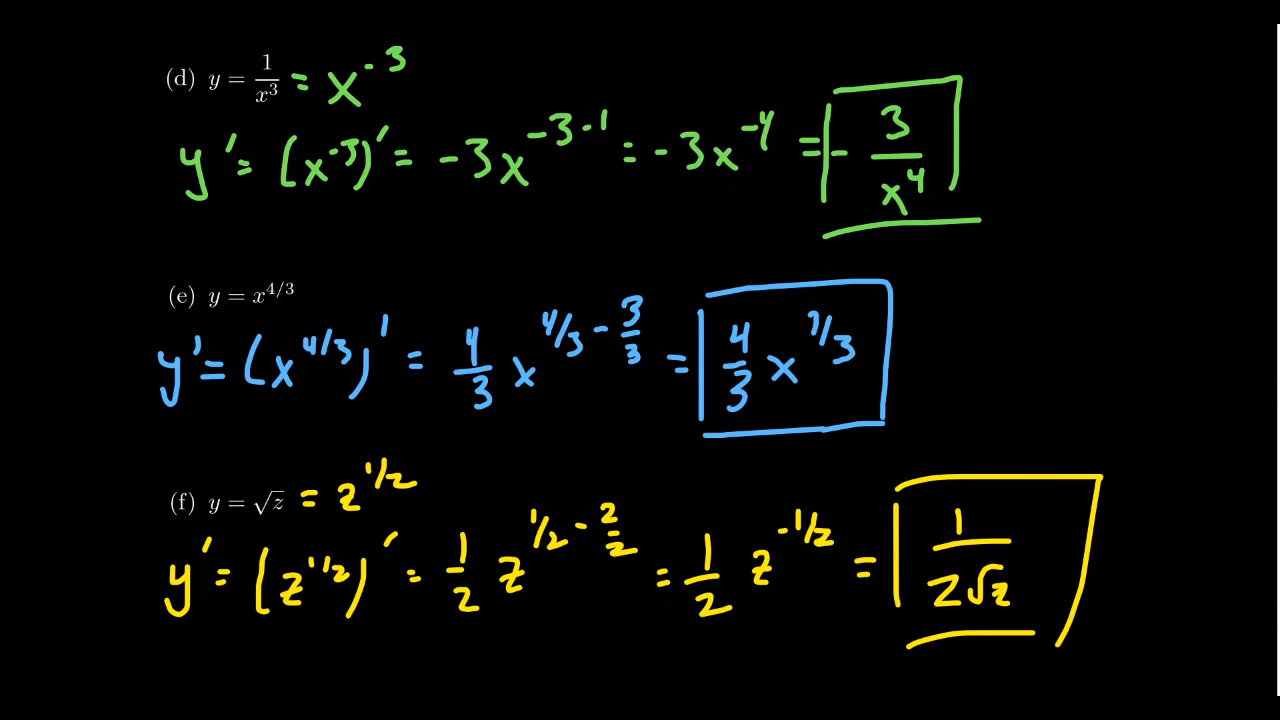 (d) y = 1/x³ = x⁻³
y' = (x⁻³)' = -3x⁻³⁻¹ = -3x⁻⁴ = -3/x⁴
(e) y = x^{4/3}
y' = (x^{4/3})' = 4/3 x^{4/3 - 3/3} = 4/3 x^{1/3}
(f) y = √z = z^{1/2}
y' = (z^{1/2})' = 1/2 z^{1/2 - 2/2} = 1/2 z^{-1/2} = 1/(2√z)